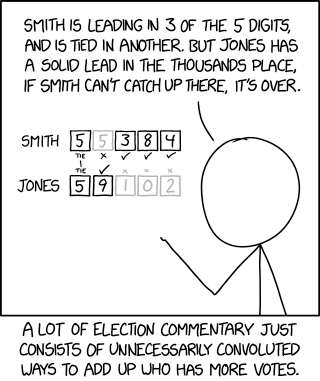 SMITH IS LEADING IN 3 OF THE 5 DIGITS,
AND IS TIED IN ANOTHER. BUT JONES HAS
A SOLID LEAD IN THE THOUSANDS PLACE,
IF SMITH CAN'T CATCH UP THERE, IT'S OVER.
SMITH 5 5 3 8 4
TIE x ✓ ✓ ✓
TIE ✓ x x x
JONES 5 9 1 0 2
A LOT OF ELECTION COMMENTARY JUST
CONSISTS OF UNNECESSARILY CONVOLUTED
WAYS TO ADD UP WHO HAS MORE VOTES.